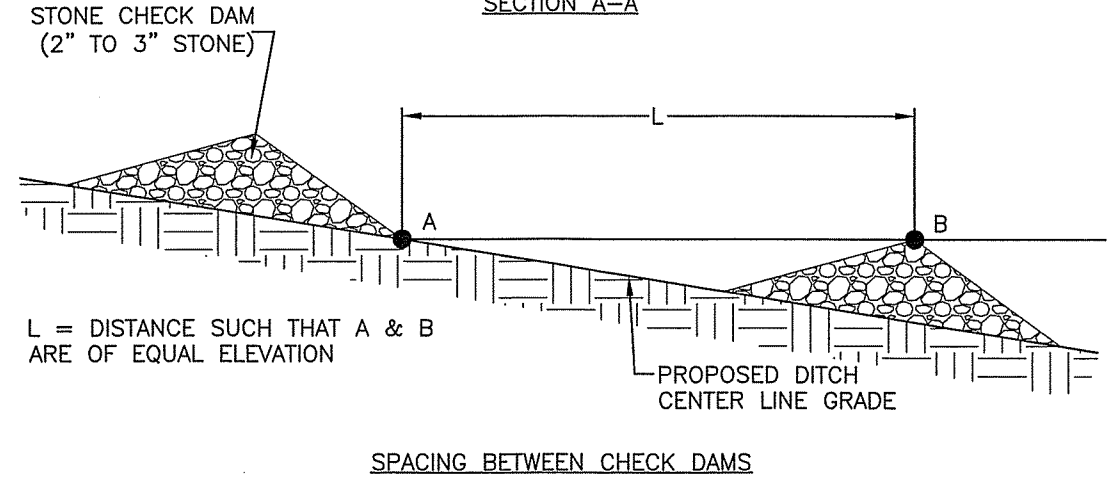 SECTION A-A
STONE CHECK DAM
(2" TO 3" STONE)
L
A
B
L = DISTANCE SUCH THAT A & B
ARE OF EQUAL ELEVATION
PROPOSED DITCH
CENTER LINE GRADE
SPACING BETWEEN CHECK DAMS